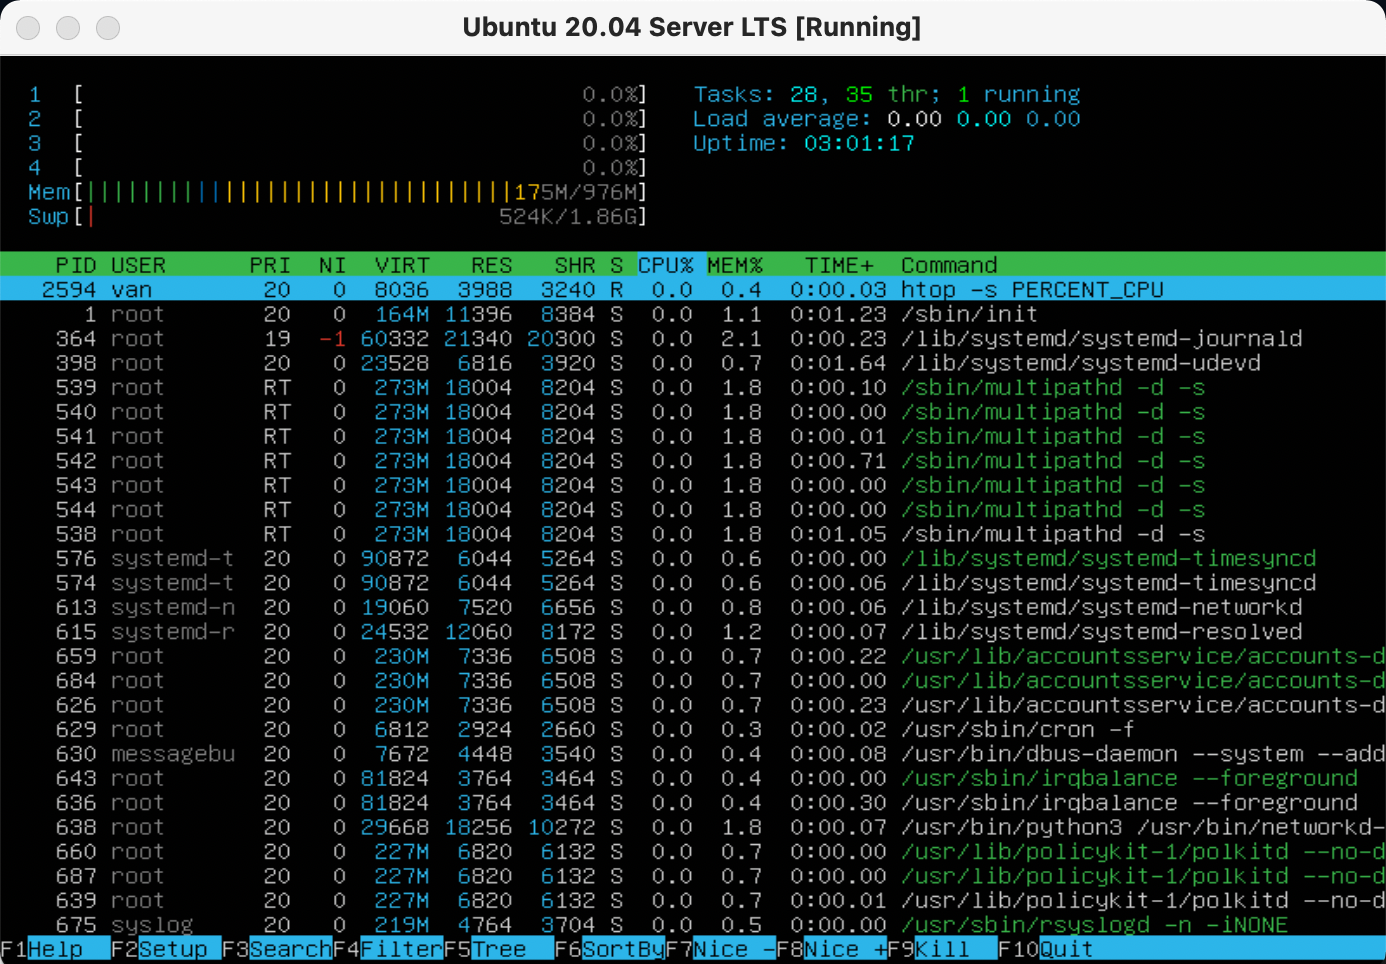 Ubuntu 20.04 Server LTS [Running]
1 [ 0.0%] Tasks: 28, 35 thr; 1 running
2 [ 0.0%] Load average: 0.00 0.00 0.00
3 [ 0.0%] Uptime: 03:01:17
4 [ 0.0%]
Mem[|||||||||||||||||||||||||||||||175M/976M]
Swp[| 524K/1.86G]
PID USER PRI NI VIRT RES SHR S CPU% MEM% TIME+ Command
2594 van 20 0 8036 3988 3240 R 0.0 0.4 0:00.03 htop -s PERCENT_CPU
1 root 20 0 164M 11396 8384 S 0.0 1.1 0:01.23 /sbin/init
364 root 19 -1 60332 21340 20300 S 0.0 2.1 0:00.23 /lib/systemd/systemd-journald
398 root 20 0 23528 6816 3920 S 0.0 0.7 0:01.64 /lib/systemd/systemd-udevd
539 root RT 0 273M 18004 8204 S 0.0 1.8 0:00.10 /sbin/multipathd -d -s
540 root RT 0 273M 18004 8204 S 0.0 1.8 0:00.00 /sbin/multipathd -d -s
541 root RT 0 273M 18004 8204 S 0.0 1.8 0:00.01 /sbin/multipathd -d -s
542 root RT 0 273M 18004 8204 S 0.0 1.8 0:00.71 /sbin/multipathd -d -s
543 root RT 0 273M 18004 8204 S 0.0 1.8 0:00.00 /sbin/multipathd -d -s
544 root RT 0 273M 18004 8204 S 0.0 1.8 0:00.00 /sbin/multipathd -d -s
538 root RT 0 273M 18004 8204 S 0.0 1.8 0:01.05 /sbin/multipathd -d -s
576 systemd-t 20 0 90872 6044 5264 S 0.0 0.6 0:00.00 /lib/systemd/systemd-timesyncd
574 systemd-t 20 0 90872 6044 5264 S 0.0 0.6 0:00.06 /lib/systemd/systemd-timesyncd
613 systemd-n 20 0 19060 7520 6656 S 0.0 0.8 0:00.06 /lib/systemd/systemd-networkd
615 systemd-r 20 0 24532 12060 8172 S 0.0 1.2 0:00.07 /lib/systemd/systemd-resolved
659 root 20 0 230M 7336 6508 S 0.0 0.7 0:00.22 /usr/lib/accountsservice/accounts-d
684 root 20 0 230M 7336 6508 S 0.0 0.7 0:00.00 /usr/lib/accountsservice/accounts-d
626 root 20 0 230M 7336 6508 S 0.0 0.7 0:00.23 /usr/lib/accountsservice/accounts-d
629 root 20 0 6812 2924 2660 S 0.0 0.3 0:00.02 /usr/sbin/cron -f
630 messagebu 20 0 7672 4448 3540 S 0.0 0.4 0:00.08 /usr/bin/dbus-daemon --system --add
643 root 20 0 81824 3764 3464 S 0.0 0.4 0:00.00 /usr/sbin/irqbalance --foreground
636 root 20 0 81824 3764 3464 S 0.0 0.4 0:00.30 /usr/sbin/irqbalance --foreground
638 root 20 0 29668 18256 10272 S 0.0 1.8 0:00.07 /usr/bin/python3 /usr/bin/networkd-
660 root 20 0 227M 6820 6132 S 0.0 0.7 0:00.00 /usr/lib/policykit-1/polkitd --no-d
687 root 20 0 227M 6820 6132 S 0.0 0.7 0:00.00 /usr/lib/policykit-1/polkitd --no-d
639 root 20 0 227M 6820 6132 S 0.0 0.7 0:00.01 /usr/lib/policykit-1/polkitd --no-d
675 syslog 20 0 219M 4764 3704 S 0.0 0.5 0:00.00 /usr/sbin/rsyslogd -n -iNONE
F1Help F2Setup F3SearchF4FilterF5Tree F6SortByF7Nice -F8Nice +F9Kill F10Quit